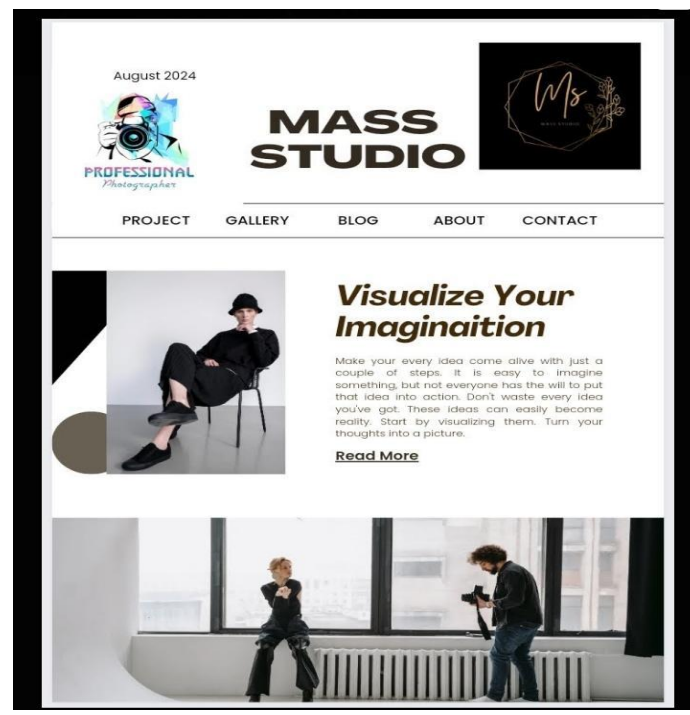 August 2024
PROFESSIONAL
Photographer
MASS
STUDIO
Ms
MASS STUDIO
PROJECT GALLERY BLOG ABOUT CONTACT
Visualize Your
Imaginaition
Make your every idea come alive with just a
couple of steps. It is easy to imagine
something, but not everyone has the will to put
that idea into action. Don't waste every idea
you've got. These ideas can easily become
reality. Start by visualizing them. Turn your
thoughts into a picture.
Read More